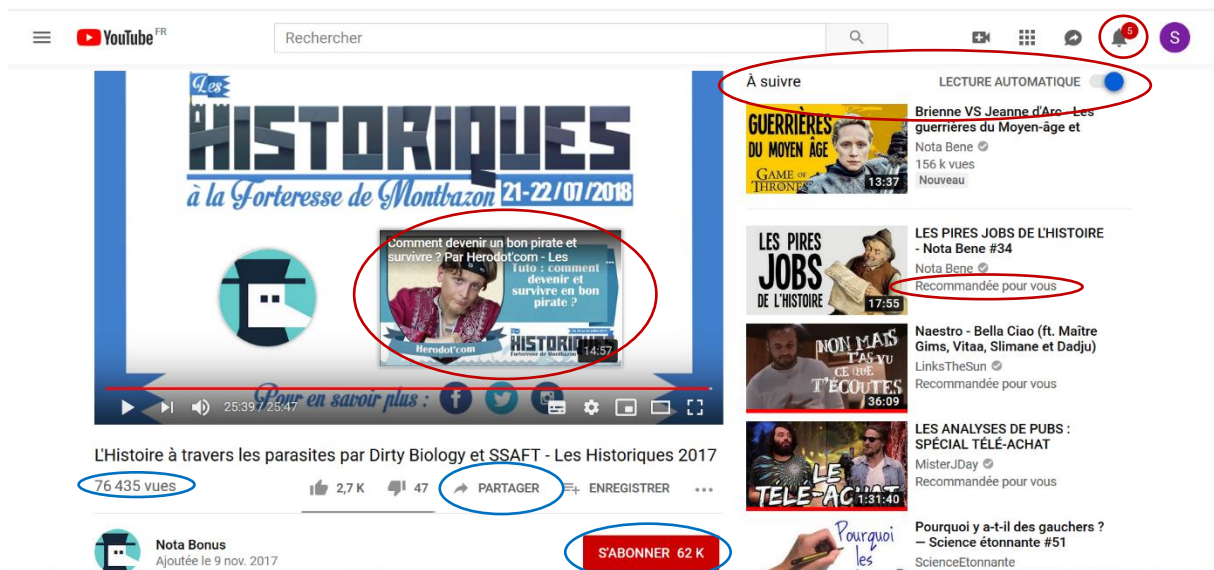 YouTube FR
Rechercher
5
S
Les
HISTORIQUES
à la Forteresse de Montbazon 21-22/07/2018
Comment devenir un bon pirate et
survivre ? Par Herodot'com - Les
...
Tuto : comment
devenir et
survivre en bon
pirate ?
Les
HISTORIQUES
Herodot'com
14:57
Pour en savoir plus :
25:39 / 25:47
L'Histoire à travers les parasites par Dirty Biology et SSAFT - Les Historiques 2017
76 435 vues
2,7 K
47
PARTAGER
ENREGISTRER
...
Nota Bonus
Ajoutée le 9 nov. 2017
S'ABONNER 62 K
À suivre
LECTURE AUTOMATIQUE
GUERRIÈRES
DU MOYEN ÂGE
GAME OF
THRONES
13:37
Brienne VS Jeanne d'Arc - Les
guerrières du Moyen-âge et
Nota Bene
156 k vues
Nouveau
LES PIRES
JOBS
DE L'HISTOIRE
17:55
LES PIRES JOBS DE L'HISTOIRE
- Nota Bene #34
Nota Bene
Recommandée pour vous
NON MAIS
T'AS VU
CE QUE
T'ÉCOUTES
36:09
Naestro - Bella Ciao (ft. Maître
Gims, Vitaa, Slimane et Dadju)
LinksTheSun
Recommandée pour vous
LE
TÉLÉ-ACHAT
1:31:40
LES ANALYSES DE PUBS :
SPÉCIAL TÉLÉ-ACHAT
MisterJDay
Recommandée pour vous
Pourquoi
les
Pourquoi y a-t-il des gauchers ?
— Science étonnante #51
ScienceEtonnante